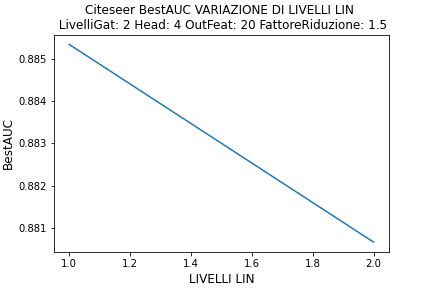 Citeseer BestAUC VARIAZIONE DI LIVELLI LIN
LivelliGat: 2 Head: 4 OutFeat: 20 FattoreRiduzione: 1.5
BestAUC
0.885
0.884
0.883
0.882
0.881
1.0 1.2 1.4 1.6 1.8 2.0
LIVELLI LIN